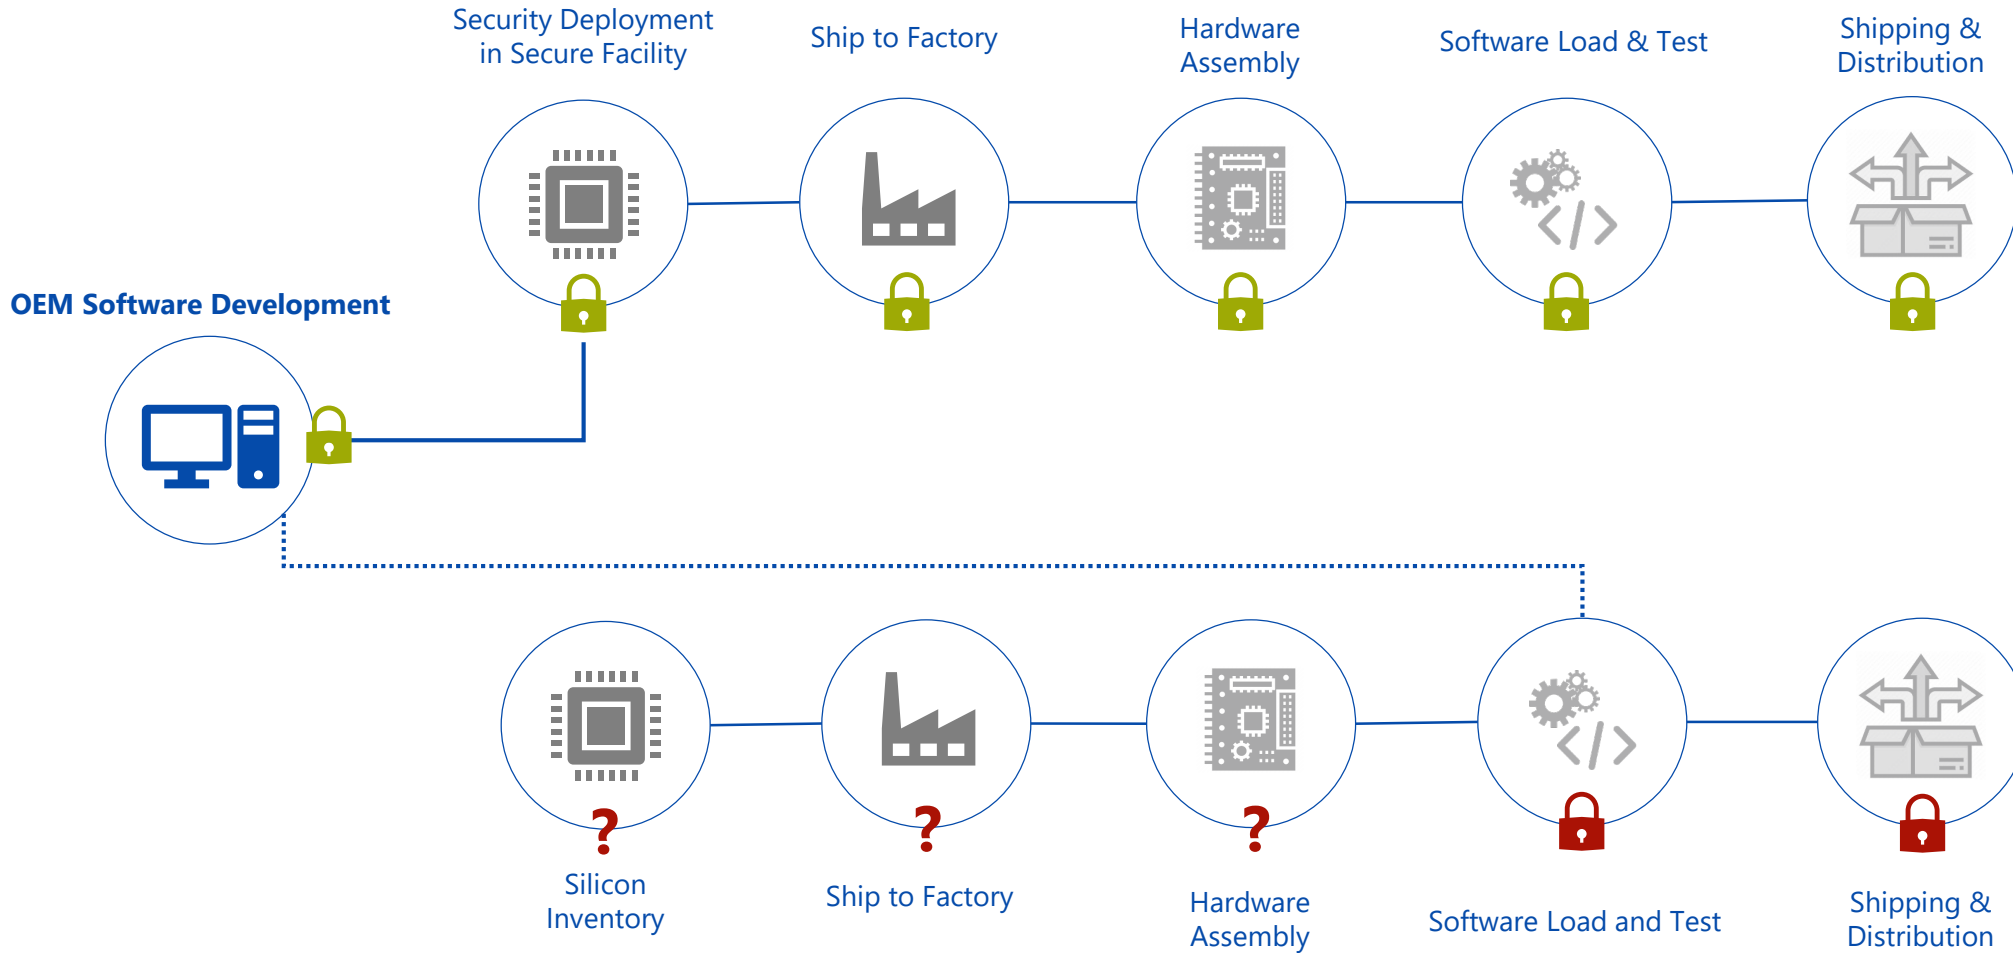 Security Deployment
in Secure Facility
Ship to Factory
Hardware
Assembly
Software Load & Test
Shipping &
Distribution
OEM Software Development
?
?
?
Silicon
Inventory
Ship to Factory
Hardware
Assembly
Software Load and Test
Shipping &
Distribution